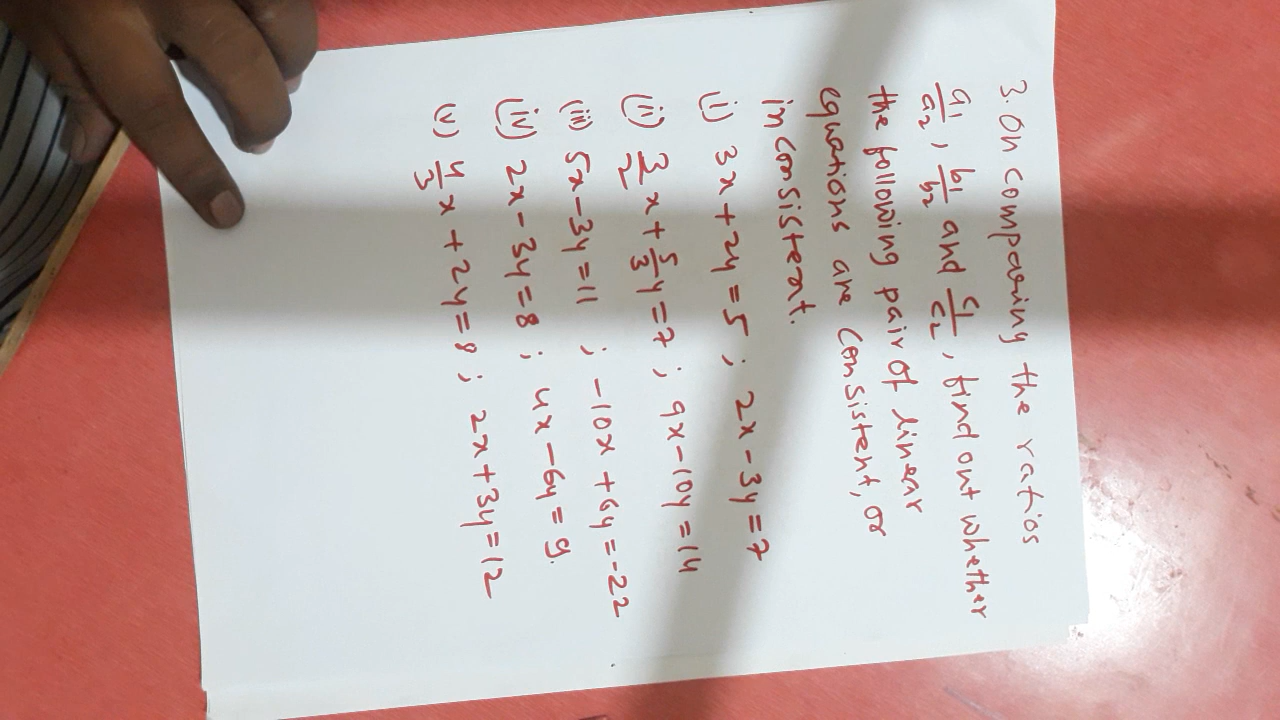 3. On comparing the ratios
a1/a2, b1/b2 and c1/c2, find out whether
the following pair of linear
equations are consistent, or
in consistent.
(i) 3x + 2y = 5 ; 2x - 3y = 7
(ii) 3/2 x + 5/3 y = 7 ; 9x - 10y = 14
(iii) 5x - 3y = 11 ; -10x + 6y = -22
(iv) 2x - 3y = 8 ; 4x - 6y = 9.
(v) 4/3 x + 2y = 8 ; 2x + 3y = 12